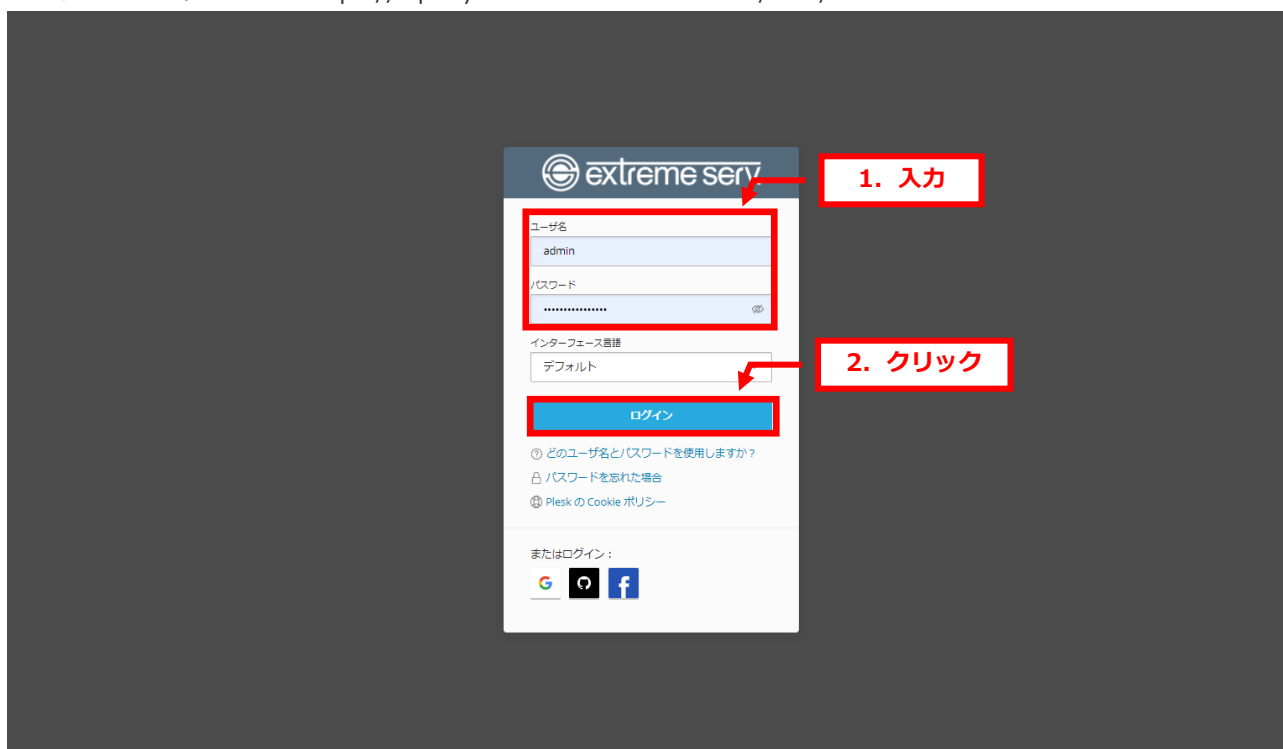 extreme serv.
1. 入力
ユーザ名
admin
パスワード
インターフェース言語
デフォルト
2. クリック
ログイン
どのユーザ名とパスワードを使用しますか？
パスワードを忘れた場合
Plesk の Cookie ポリシー
またはログイン：